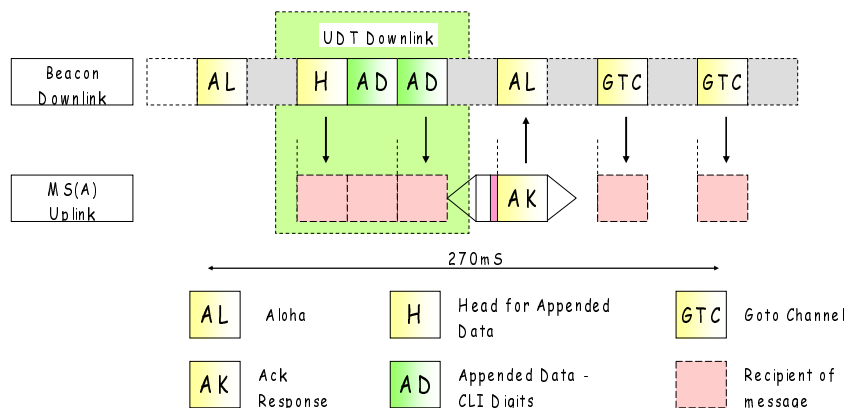 UDT Downlink
Beacon
Downlink
AL
H
AD
AD
AL
GTC
GTC
MS(A)
Uplink
AK
270mS
AL
Aloha
H
Head for Appended
Data
GTC
Goto Channel
AK
Ack
Response
AD
Appended Data -
CLI Digits
Recipient of
message